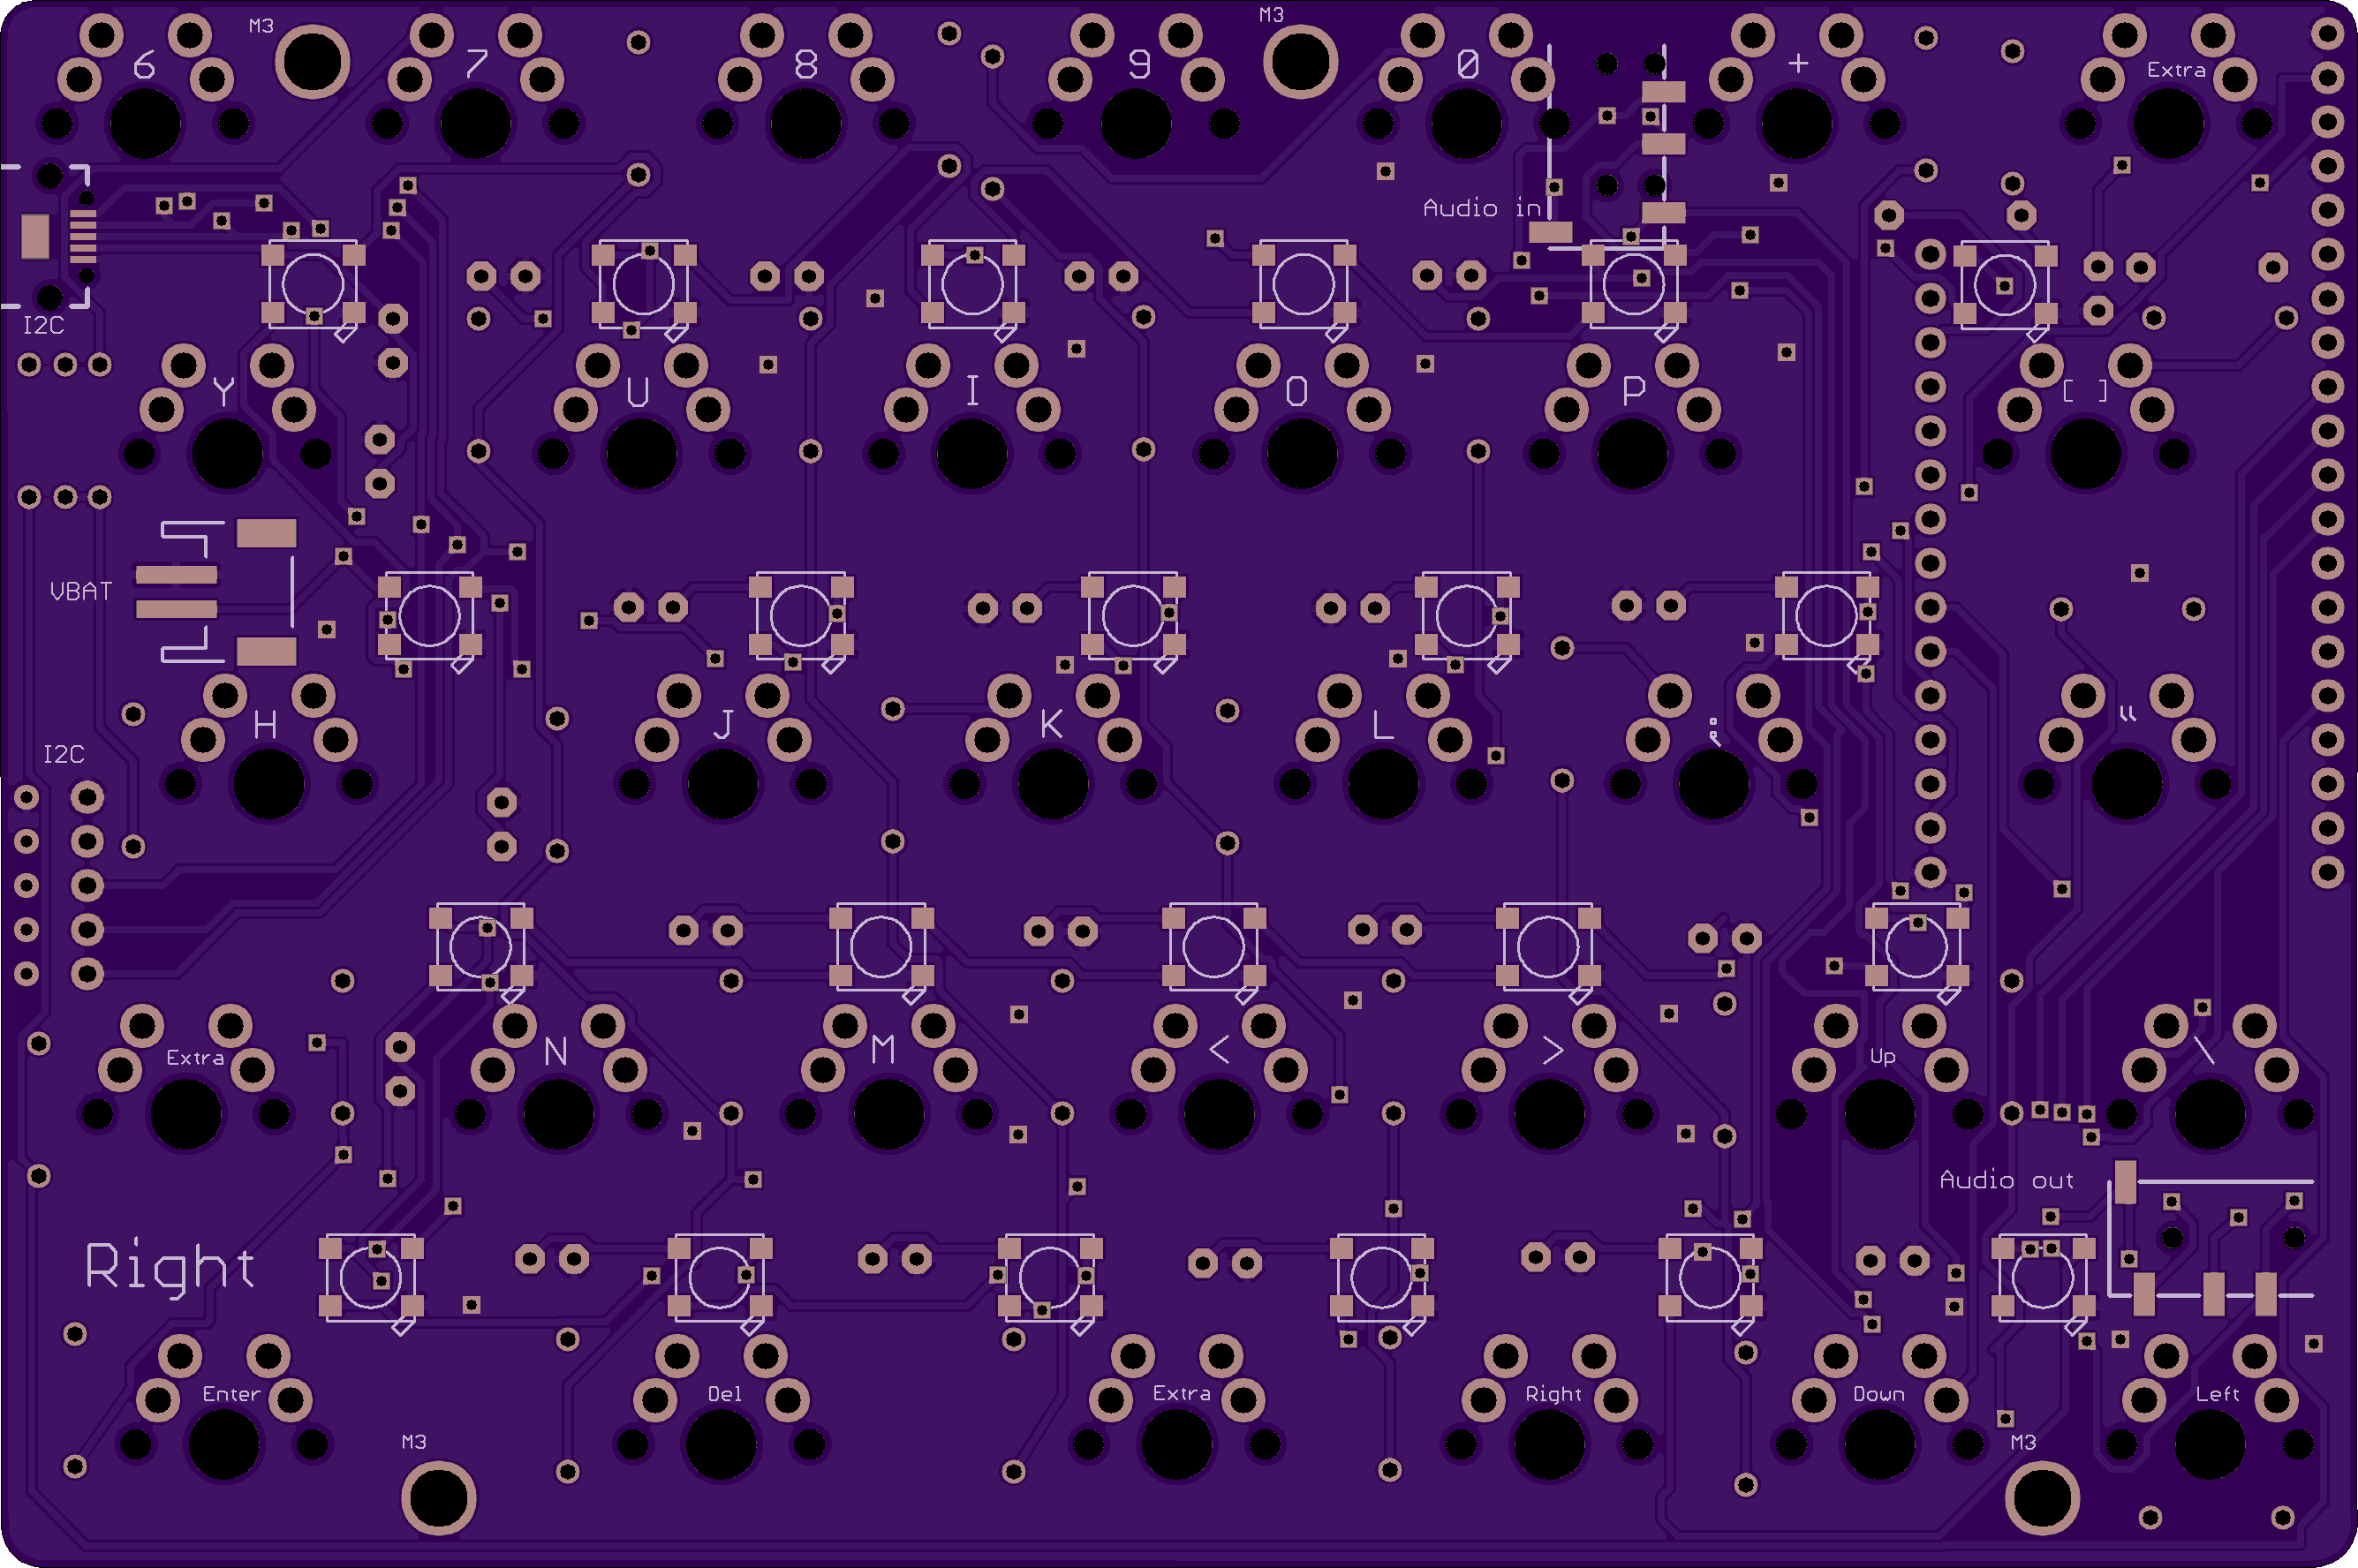 M3 M3
6 7 8 9 0 + Extra
Audio in
I2C
Y U I O P [ ]
VBAT
H J K L ; “
I2C
Extra N M < > Up \
Audio out
Right
Enter Del Extra Right Down Left
M3 M3